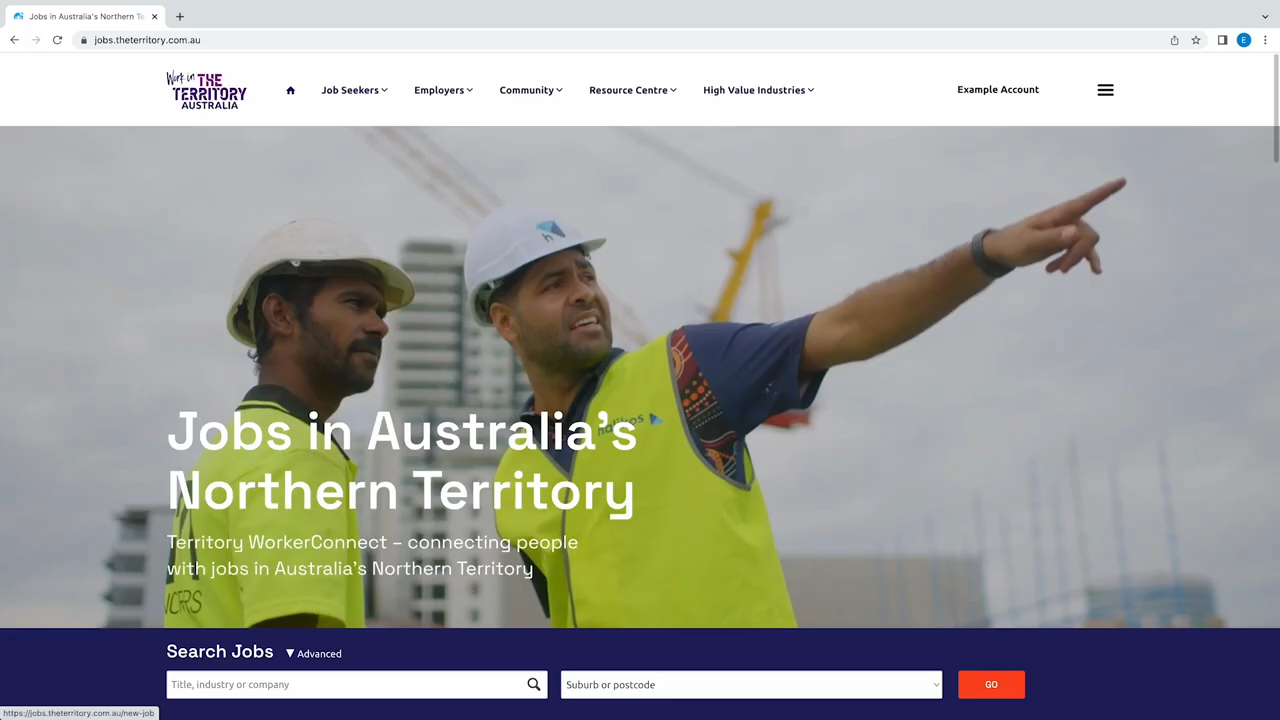 Jobs in Australia's Northern Te
jobs.theterritory.com.au
E
Work in THE
TERRITORY
AUSTRALIA
Job Seekers
Employers
Community
Resource Centre
High Value Industries
Example Account
h
halikos
Jobs in Australia’s
Northern Territory
Territory WorkerConnect – connecting people
with jobs in Australia’s Northern Territory
Search Jobs
Advanced
Title, industry or company
Suburb or postcode
GO
https://jobs.theterritory.com.au/new-job